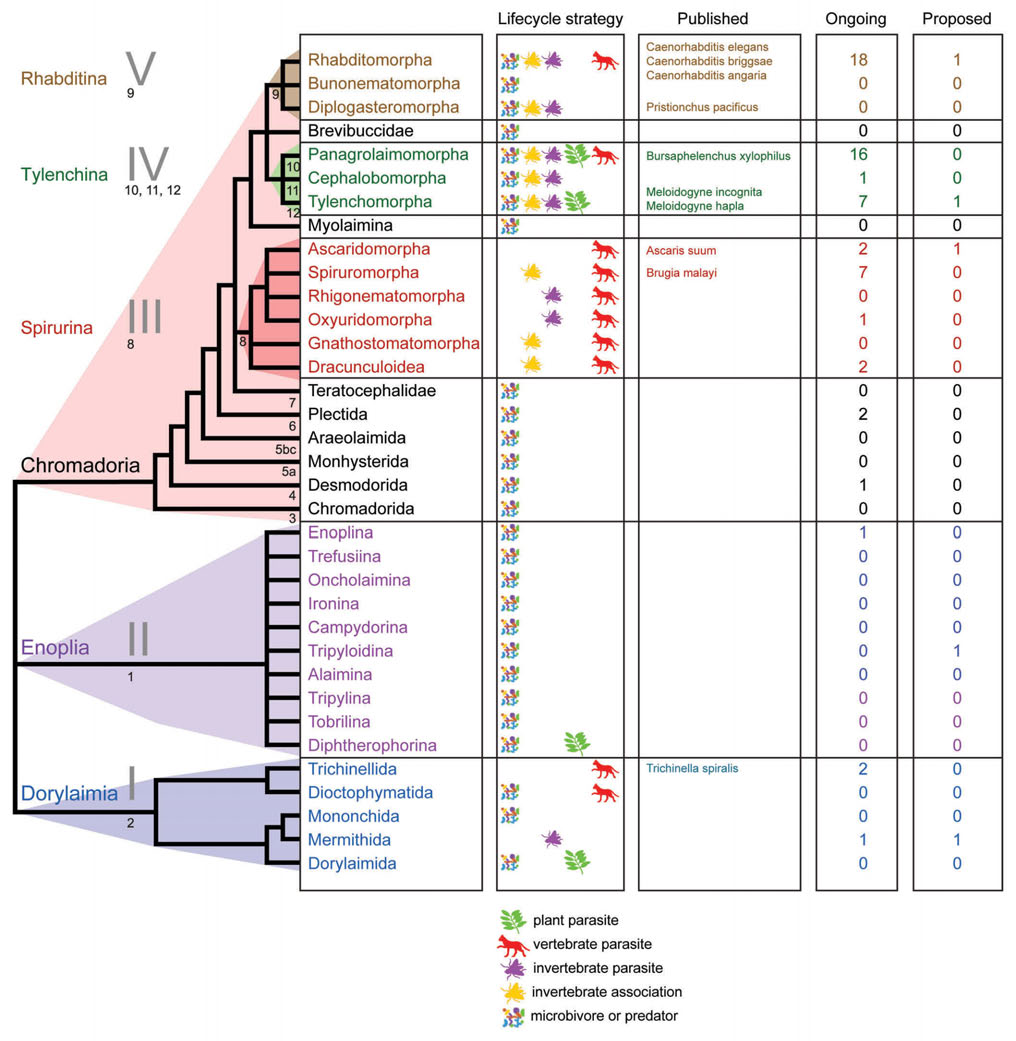 Lifecycle strategy Published Ongoing Proposed
Rhabditina V
9
Tylenchina IV
10, 11, 12
Spirurina III
8
Chromadoria
Enoplia II
1
Dorylaimia I
2
9
10
11
12
8
7
6
5bc
5a
4
3
Rhabditomorpha Caenorhabditis elegans 18 1
Caenorhabditis briggsae
Caenorhabditis angaria
Bunonematomorpha 0 0
Diplogasteromorpha Pristionchus pacificus 0 0
Brevibuccidae 0 0
Panagrolaimomorpha Bursaphelenchus xylophilus 16 0
Cephalobomorpha 1 0
Tylenchomorpha Meloidogyne incognita 7 1
Meloidogyne hapla
Myolaimina 0 0
Ascaridomorpha Ascaris suum 2 1
Spiruromorpha Brugia malayi 7 0
Rhigonematomorpha 0 0
Oxyuridomorpha 1 0
Gnathostomatomorpha 0 0
Dracunculoidea 2 0
Teratocephalidae 0 0
Plectida 2 0
Araeolaimida 0 0
Monhysterida 0 0
Desmodorida 1 0
Chromadorida 0 0
Enoplina 1 0
Trefusiina 0 0
Oncholaimina 0 0
Ironina 0 0
Campydorina 0 0
Tripyloidina 0 1
Alaimina 0 0
Tripylina 0 0
Tobrilina 0 0
Diphtherophorina 0 0
Trichinellida Trichinella spiralis 2 0
Dioctophymatida 0 0
Mononchida 0 0
Mermithida 1 1
Dorylaimida 0 0
plant parasite
vertebrate parasite
invertebrate parasite
invertebrate association
microbivore or predator